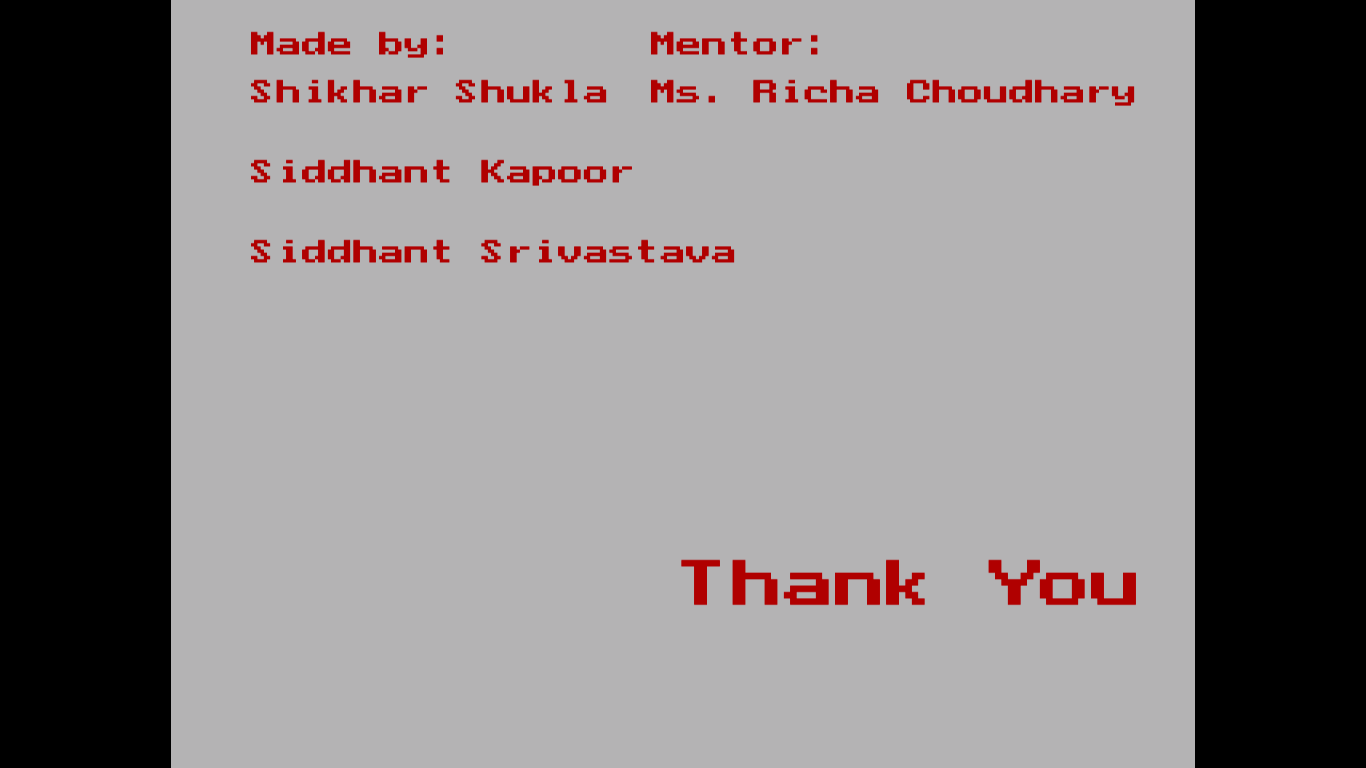 Made by: Mentor:
Shikhar Shukla Ms. Richa Choudhary
Siddhant Kapoor
Siddhant Srivastava
Thank You